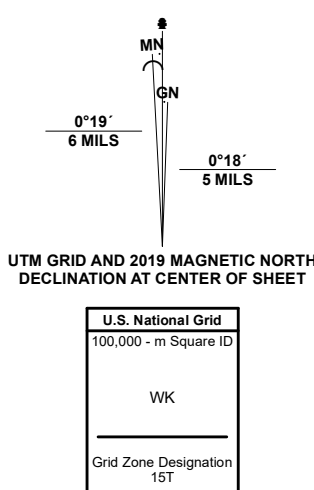 MN
GN
0°19´
6 MILS
0°18´
5 MILS
UTM GRID AND 2019 MAGNETIC NORTH
DECLINATION AT CENTER OF SHEET
U.S. National Grid
100,000 - m Square ID
WK
Grid Zone Designation
15T